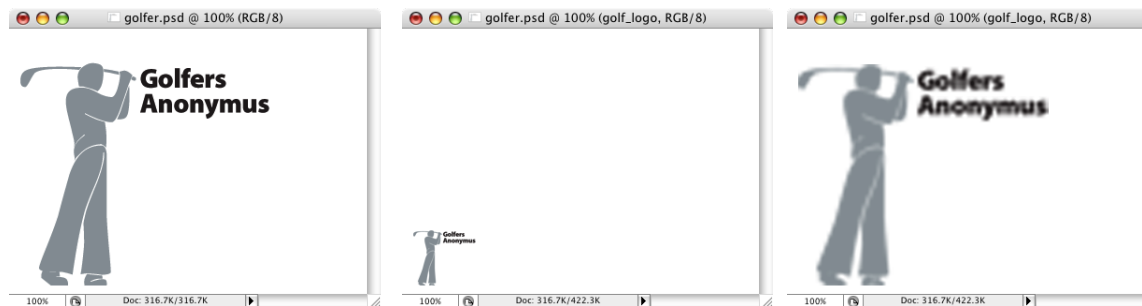 golfer.psd @ 100% (RGB/8)
Golfers
Anonymus
100%
Doc: 316.7K/316.7K
golfer.psd @ 100% (golf_logo, RGB/8)
Golfers
Anonymus
100%
Doc: 316.7K/422.3K
golfer.psd @ 100% (golf_logo, RGB/8)
Golfers
Anonymus
100%
Doc: 316.7K/422.3K